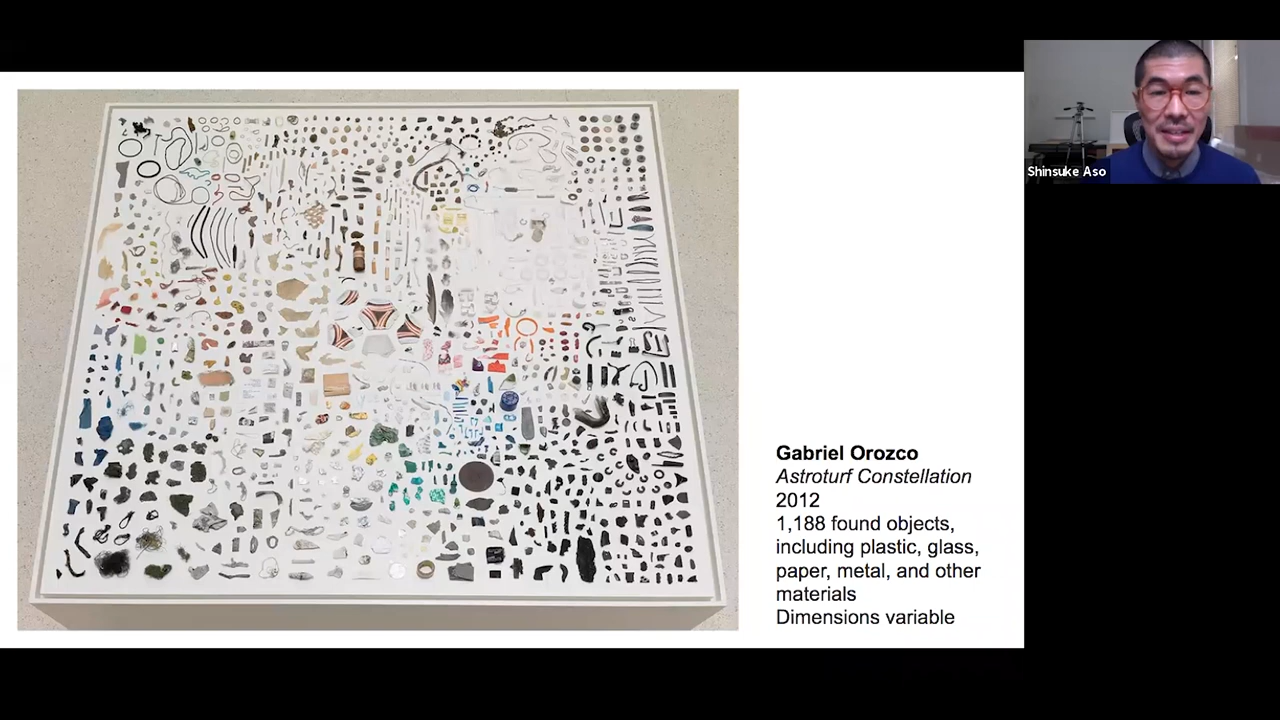 Shinsuke Aso
Gabriel Orozco
Astroturf Constellation
2012
1,188 found objects,
including plastic, glass,
paper, metal, and other
materials
Dimensions variable